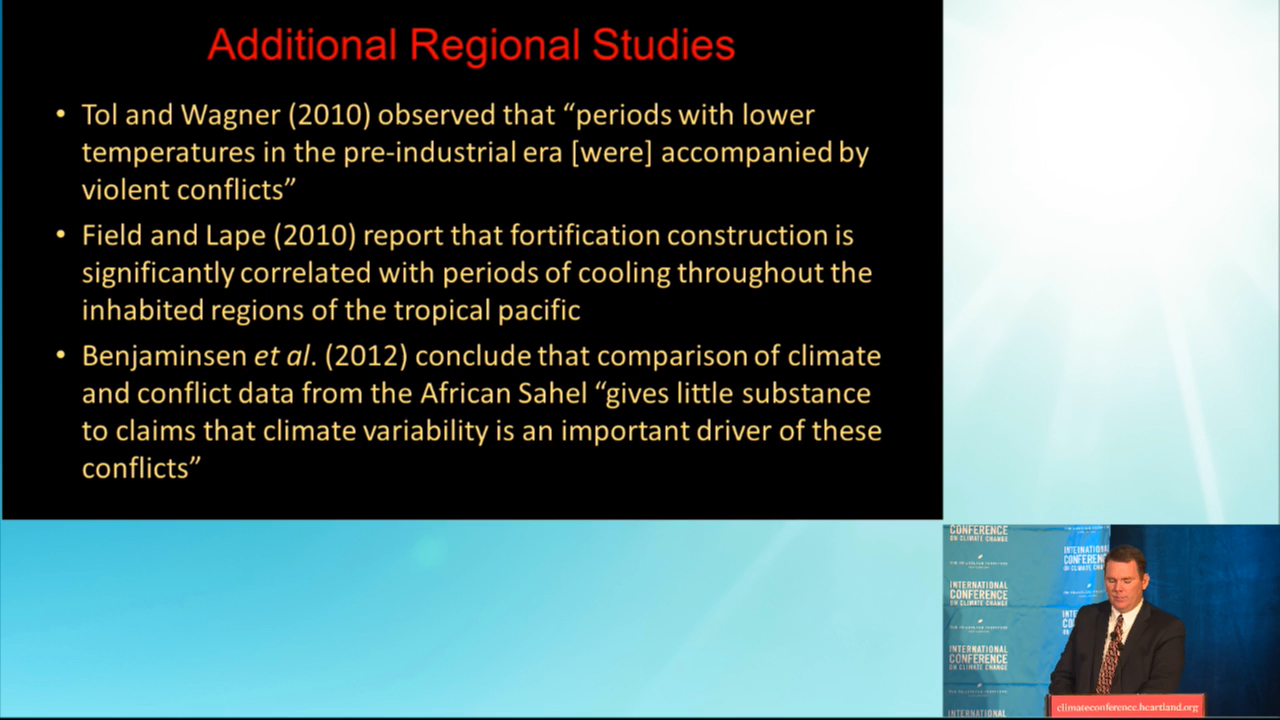 Additional Regional Studies
• Tol and Wagner (2010) observed that “periods with lower
temperatures in the pre-industrial era [were] accompanied by
violent conflicts”
• Field and Lape (2010) report that fortification construction is
significantly correlated with periods of cooling throughout the
inhabited regions of the tropical pacific
• Benjaminsen et al. (2012) conclude that comparison of climate
and conflict data from the African Sahel “gives little substance
to claims that climate variability is an important driver of these
conflicts”
CONFERENCE
ON CLIMATE CHANGE
INTERNATIONAL
CONFERENCE
ON CLIMATE CHANGE
INTERNATIONAL
CONFERENCE
ON CLIMATE CHANGE
INTERNATIONAL
CONFERENCE
ON CLIMATE CHANGE
INTERNATIONAL
climateconference.heartland.org